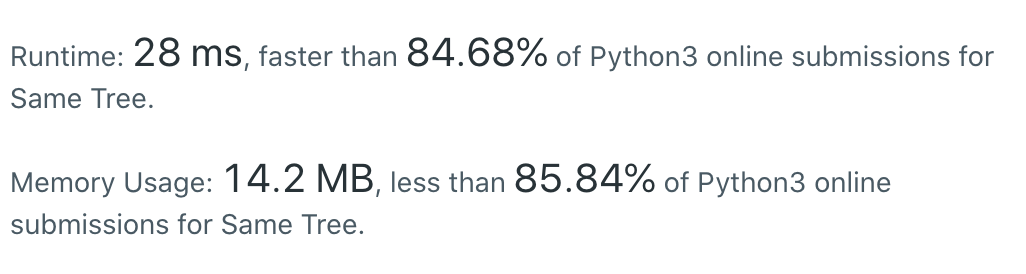 Runtime: 28 ms, faster than 84.68% of Python3 online submissions for
Same Tree.
Memory Usage: 14.2 MB, less than 85.84% of Python3 online
submissions for Same Tree.